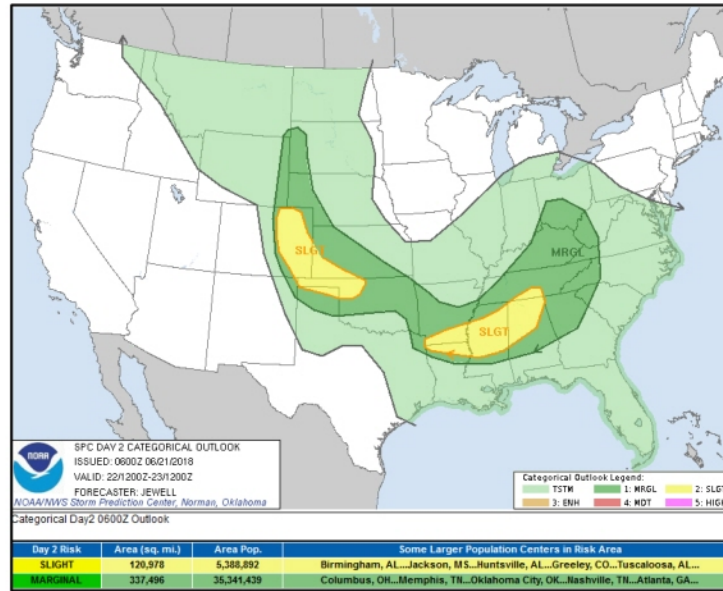 SLGT
MRGL
SLGT
NOAA
SPC DAY 2 CATEGORICAL OUTLOOK
ISSUED: 0600Z 06/21/2018
VALID: 22/1200Z-23/1200Z
FORECASTER: JEWELL
NOAA/NWS Storm Prediction Center, Norman, Oklahoma
Categorical Outlook Legend:
TSTM 1: MRGL 2: SLGT
3: ENH 4: MDT 5: HIGH
Categorical Day2 0600Z Outlook
Day 2 Risk Area (sq. mi.) Area Pop. Some Larger Population Centers in Risk Area
SLIGHT 120,978 5,388,892 Birmingham, AL...Jackson, MS...Huntsville, AL...Greeley, CO...Tuscaloosa, AL...
MARGINAL 337,496 35,341,439 Columbus, OH...Memphis, TN...Oklahoma City, OK...Nashville, TN...Atlanta, GA...